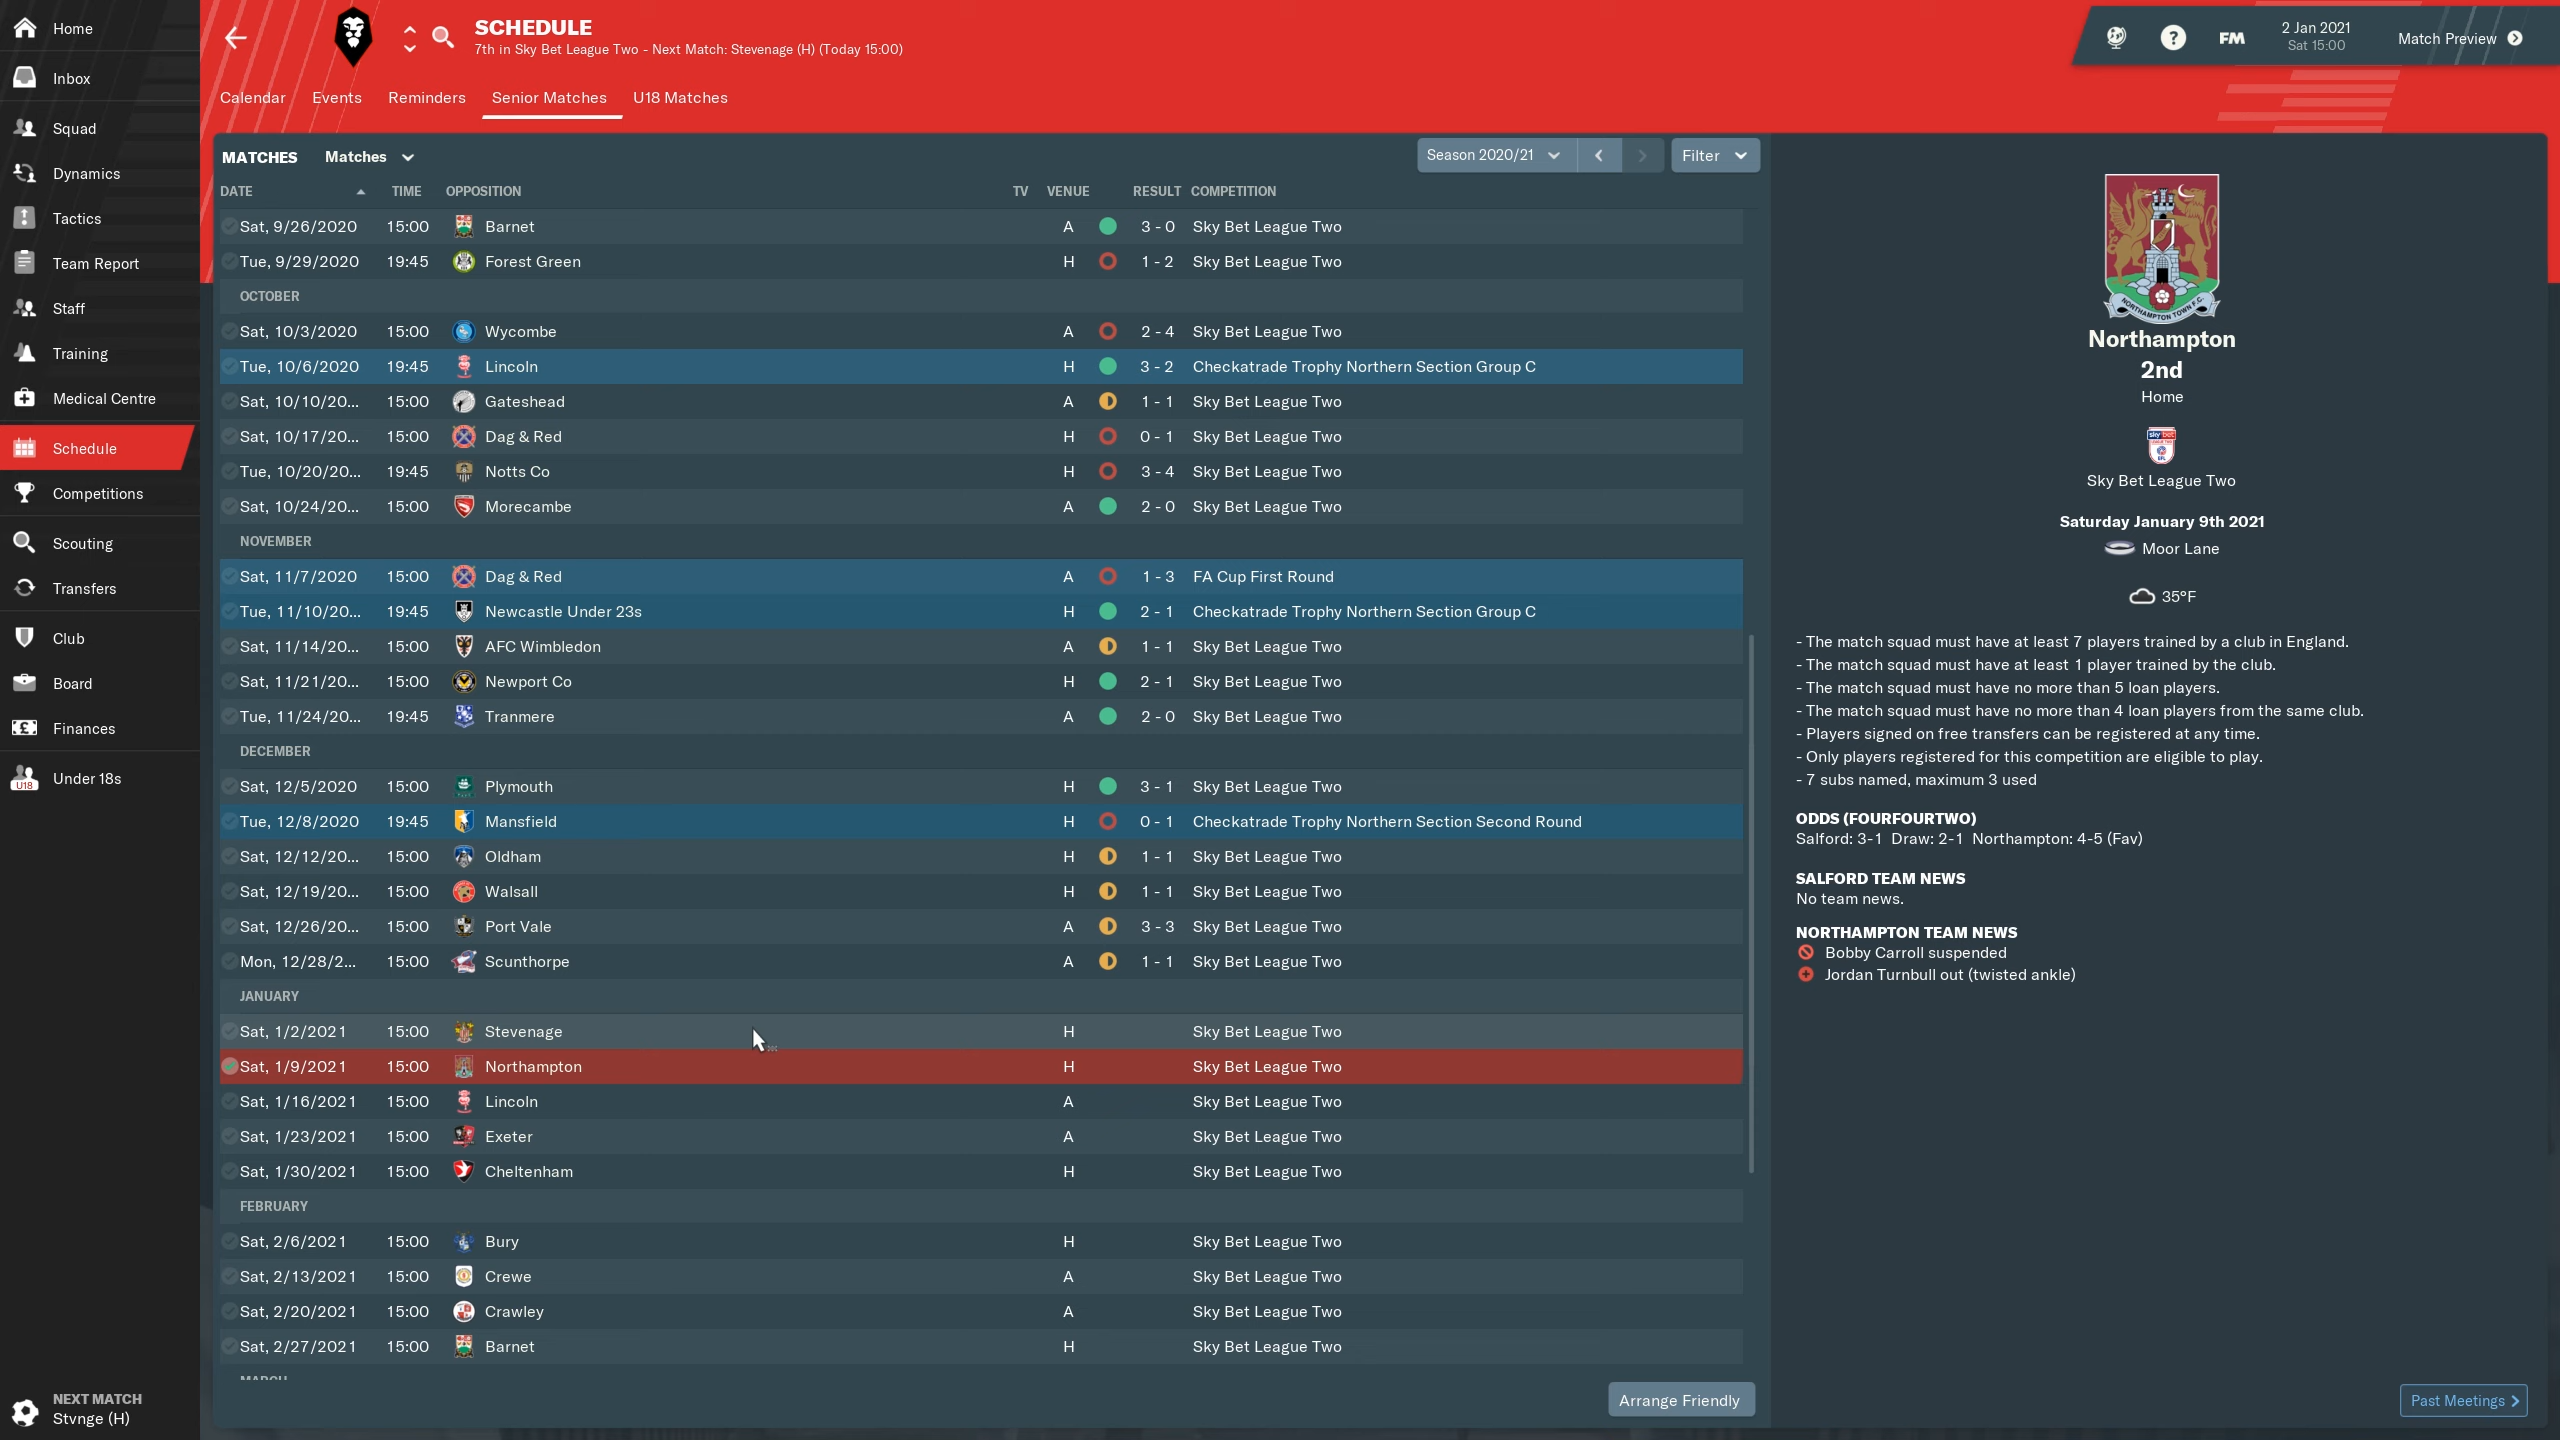 Home
Inbox
Squad
Dynamics
Tactics
Team Report
Staff
Training
Medical Centre
Schedule
Competitions
Scouting
Transfers
Club
Board
Finances
U18
Under 18s
NEXT MATCH
Stvnge (H)
SCHEDULE
7th in Sky Bet League Two - Next Match: Stevenage (H) (Today 15:00)
Calendar Events Reminders Senior Matches U18 Matches
? FM 2 Jan 2021 Match Preview
Sat 15:00
MATCHES Matches Season 2020/21 Filter
DATE TIME OPPOSITION TV VENUE RESULT COMPETITION
Sat, 9/26/2020 15:00 Barnet A 3 - 0 Sky Bet League Two
Tue, 9/29/2020 19:45 Forest Green H 1 - 2 Sky Bet League Two
OCTOBER
Sat, 10/3/2020 15:00 Wycombe A 2 - 4 Sky Bet League Two
Tue, 10/6/2020 19:45 Lincoln H 3 - 2 Checkatrade Trophy Northern Section Group C
Sat, 10/10/20... 15:00 Gateshead A 1 - 1 Sky Bet League Two
Sat, 10/17/20... 15:00 Dag & Red H 0 - 1 Sky Bet League Two
Tue, 10/20/20... 19:45 Notts Co H 3 - 4 Sky Bet League Two
Sat, 10/24/20... 15:00 Morecambe A 2 - 0 Sky Bet League Two
NOVEMBER
Sat, 11/7/2020 15:00 Dag & Red A 1 - 3 FA Cup First Round
Tue, 11/10/20... 19:45 Newcastle Under 23s H 2 - 1 Checkatrade Trophy Northern Section Group C
Sat, 11/14/20... 15:00 AFC Wimbledon A 1 - 1 Sky Bet League Two
Sat, 11/21/20... 15:00 Newport Co H 2 - 1 Sky Bet League Two
Tue, 11/24/20... 19:45 Tranmere A 2 - 0 Sky Bet League Two
DECEMBER
Sat, 12/5/2020 15:00 Plymouth H 3 - 1 Sky Bet League Two
Tue, 12/8/2020 19:45 Mansfield H 0 - 1 Checkatrade Trophy Northern Section Second Round
Sat, 12/12/20... 15:00 Oldham H 1 - 1 Sky Bet League Two
Sat, 12/19/20... 15:00 Walsall H 1 - 1 Sky Bet League Two
Sat, 12/26/20... 15:00 Port Vale A 3 - 3 Sky Bet League Two
Mon, 12/28/2... 15:00 Scunthorpe A 1 - 1 Sky Bet League Two
JANUARY
Sat, 1/2/2021 15:00 Stevenage H Sky Bet League Two
Sat, 1/9/2021 15:00 Northampton H Sky Bet League Two
Sat, 1/16/2021 15:00 Lincoln A Sky Bet League Two
Sat, 1/23/2021 15:00 Exeter A Sky Bet League Two
Sat, 1/30/2021 15:00 Cheltenham H Sky Bet League Two
FEBRUARY
Sat, 2/6/2021 15:00 Bury H Sky Bet League Two
Sat, 2/13/2021 15:00 Crewe A Sky Bet League Two
Sat, 2/20/2021 15:00 Crawley A Sky Bet League Two
Sat, 2/27/2021 15:00 Barnet H Sky Bet League Two
MARCH
Arrange Friendly
NORTHAMPTON TOWN F.C.
Northampton
2nd
Home
sky bet
EFL
Sky Bet League Two
Saturday January 9th 2021
Moor Lane
35°F
- The match squad must have at least 7 players trained by a club in England.
- The match squad must have at least 1 player trained by the club.
- The match squad must have no more than 5 loan players.
- The match squad must have no more than 4 loan players from the same club.
- Players signed on free transfers can be registered at any time.
- Only players registered for this competition are eligible to play.
- 7 subs named, maximum 3 used
ODDS (FOURFOURTWO)
Salford: 3-1 Draw: 2-1 Northampton: 4-5 (Fav)
SALFORD TEAM NEWS
No team news.
NORTHAMPTON TEAM NEWS
Bobby Carroll suspended
Jordan Turnbull out (twisted ankle)
Past Meetings